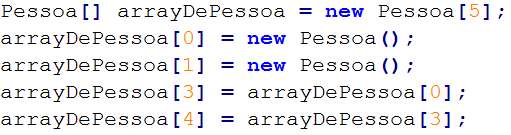 Pessoa[] arrayDePessoa = new Pessoa[5];
arrayDePessoa[0] = new Pessoa();
arrayDePessoa[1] = new Pessoa();
arrayDePessoa[3] = arrayDePessoa[0];
arrayDePessoa[4] = arrayDePessoa[3];